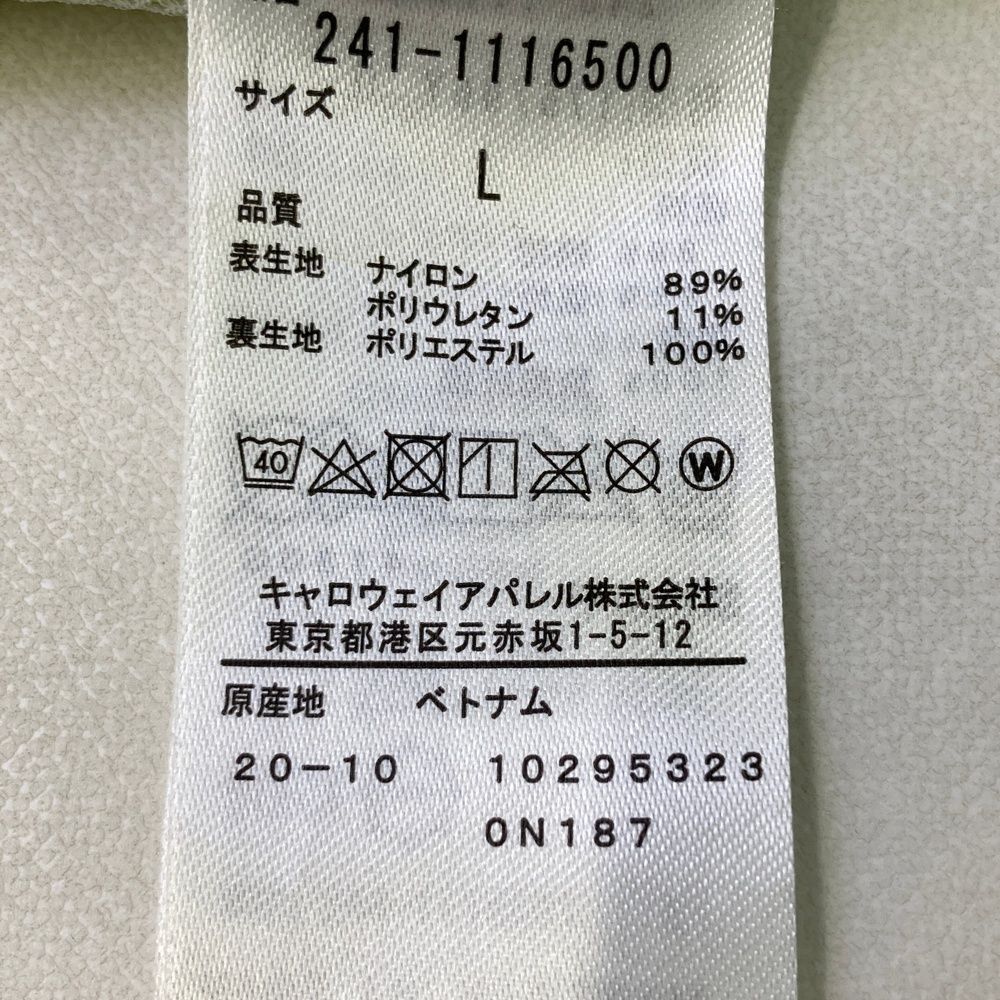 241-1116500
サイズ
L
品質
表生地 ナイロン 89%
ポリウレタン 11%
裏生地 ポリエステル 100%
40 W
キャロウェイアパレル株式会社
東京都港区元赤坂1-5-12
原産地 ベトナム
20-10 10295323
0N187